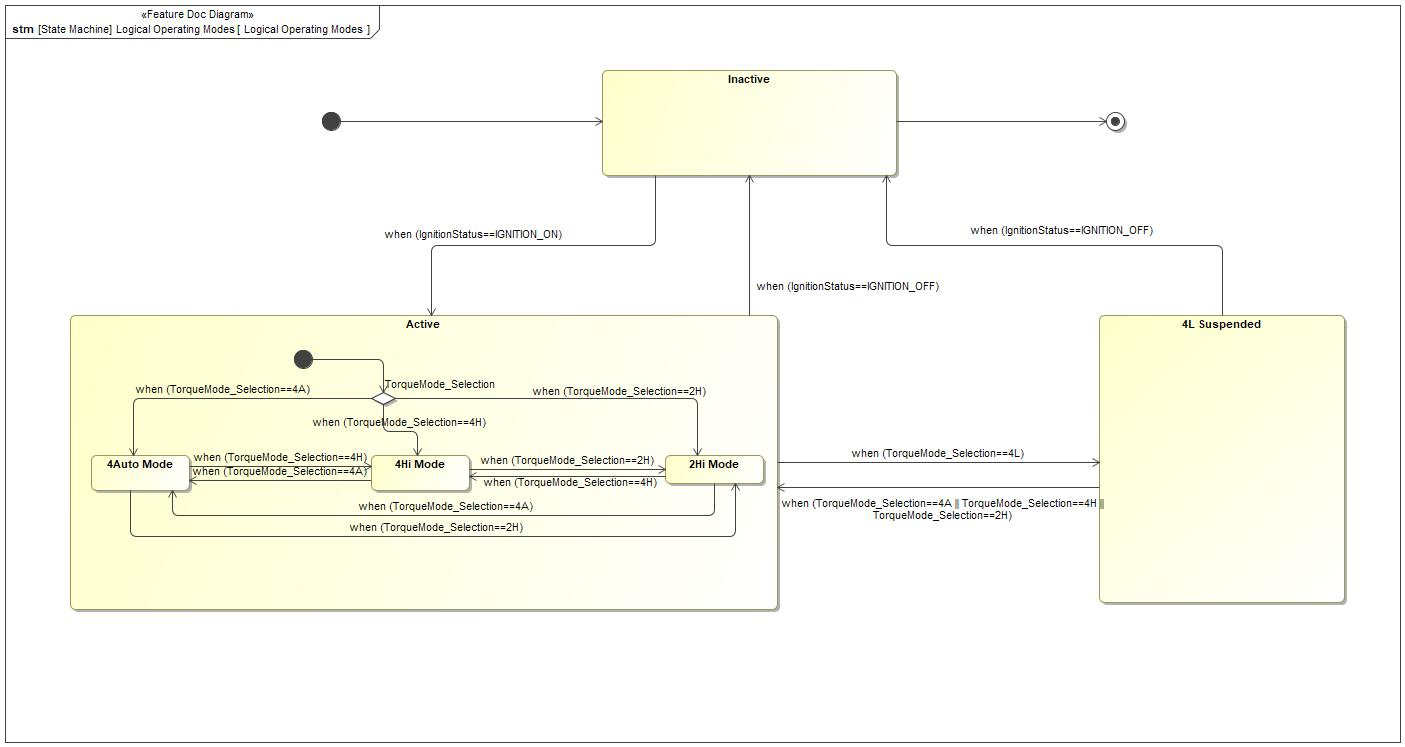 «Feature Doc Diagram»
stm [State Machine] Logical Operating Modes [ Logical Operating Modes ]
Inactive
when (IgnitionStatus==IGNITION_ON)
when (IgnitionStatus==IGNITION_OFF)
when (IgnitionStatus==IGNITION_OFF)
Active
4L Suspended
TorqueMode_Selection
when (TorqueMode_Selection==4A)
when (TorqueMode_Selection==2H)
when (TorqueMode_Selection==4H)
4Auto Mode
when (TorqueMode_Selection==4H)
when (TorqueMode_Selection==4A)
4Hi Mode
when (TorqueMode_Selection==2H)
when (TorqueMode_Selection==4H)
2Hi Mode
when (TorqueMode_Selection==4A)
when (TorqueMode_Selection==2H)
when (TorqueMode_Selection==4L)
when (TorqueMode_Selection==4A || TorqueMode_Selection==4H ||
TorqueMode_Selection==2H)